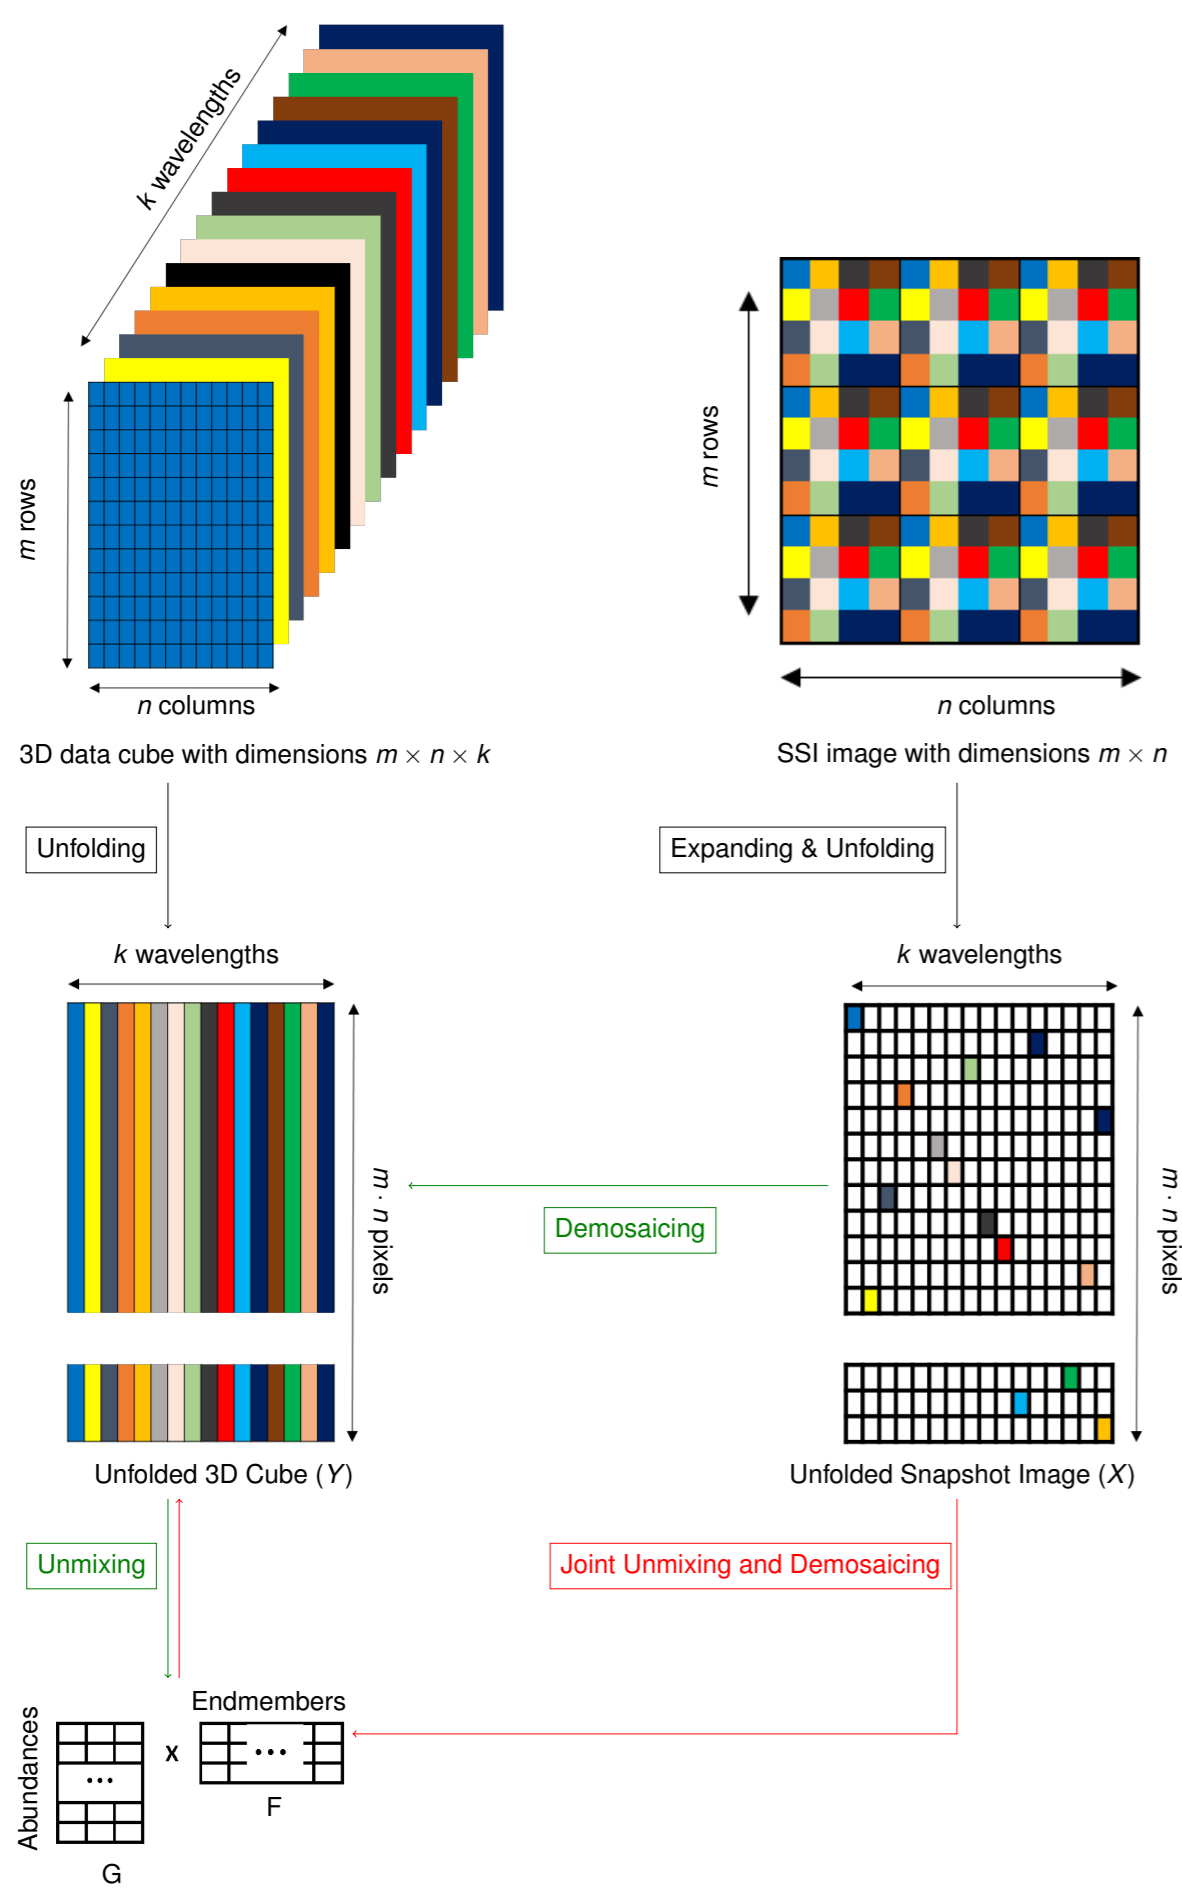 k wavelengths
m rows
n columns
3D data cube with dimensions m × n × k
m rows
n columns
SSI image with dimensions m × n
Unfolding
Expanding & Unfolding
k wavelengths
m · n pixels
Unfolded 3D Cube (Y)
Demosaicing
k wavelengths
m · n pixels
Unfolded Snapshot Image (X)
Unmixing
Joint Unmixing and Demosaicing
Abundances
...
G
x
Endmembers
...
F